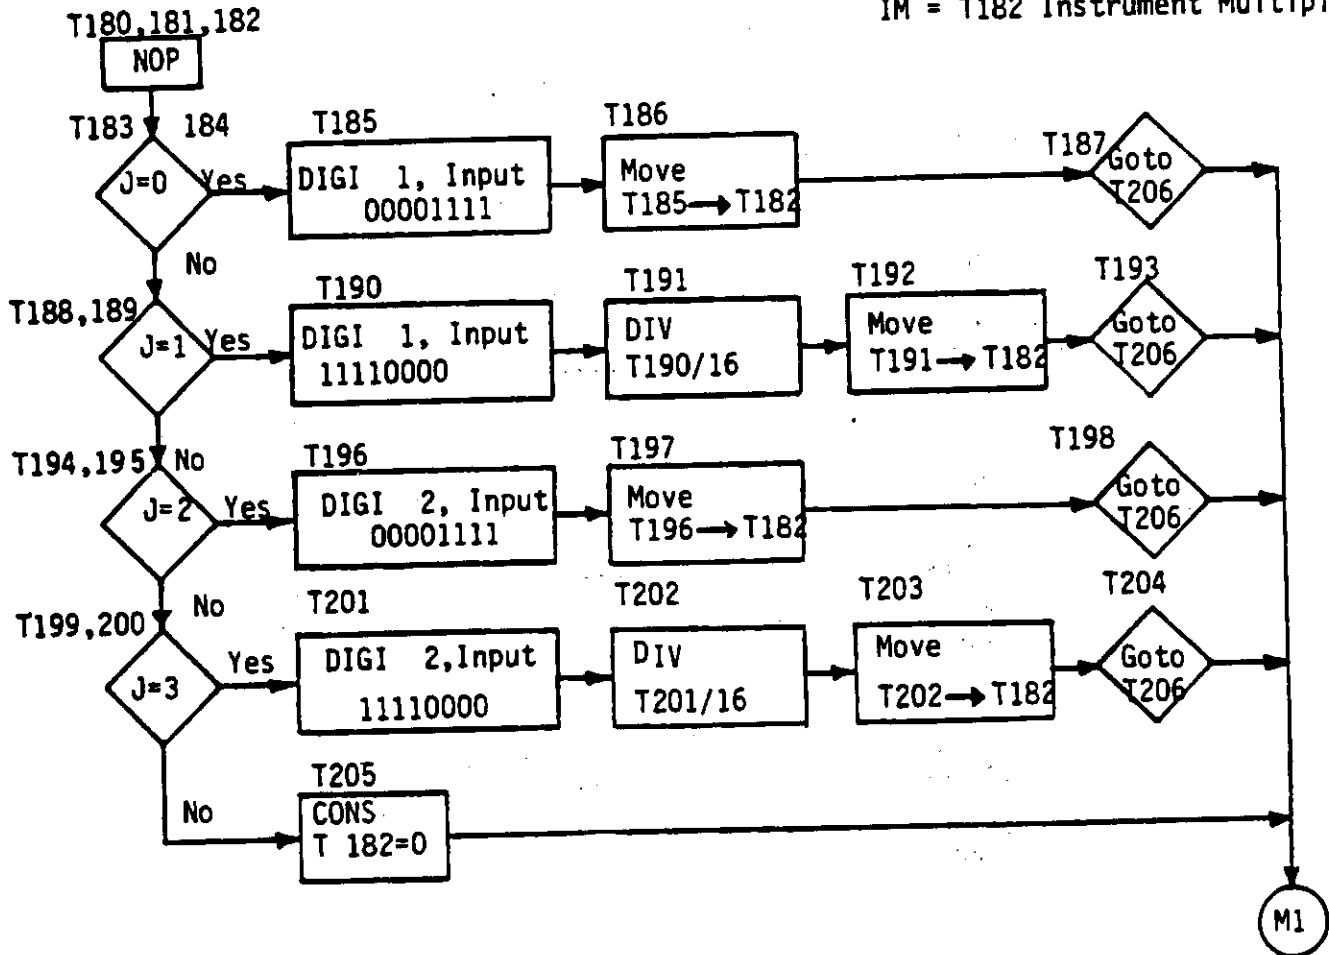 IM = T182 Instrument
T180,181,182
NOP
T183 184
J=0
Yes
No
T185
DIGI 1, Input
00001111
T186
Move
T185→T182
T187
Goto
T206
T188,189
J=1
Yes
No
T190
DIGI 1, Input
11110000
T191
DIV
T190/16
T192
Move
T191→T182
T193
Goto
T206
T194,195
J=2
Yes
No
T196
DIGI 2, Input
00001111
T197
Move
T196→T182
T198
Goto
T206
T199,200
J=3
Yes
No
T201
DIGI 2,Input
11110000
T202
DIV
T201/16
T203
Move
T202→T182
T204
Goto
T206
T205
CONS
T 182=0
M1